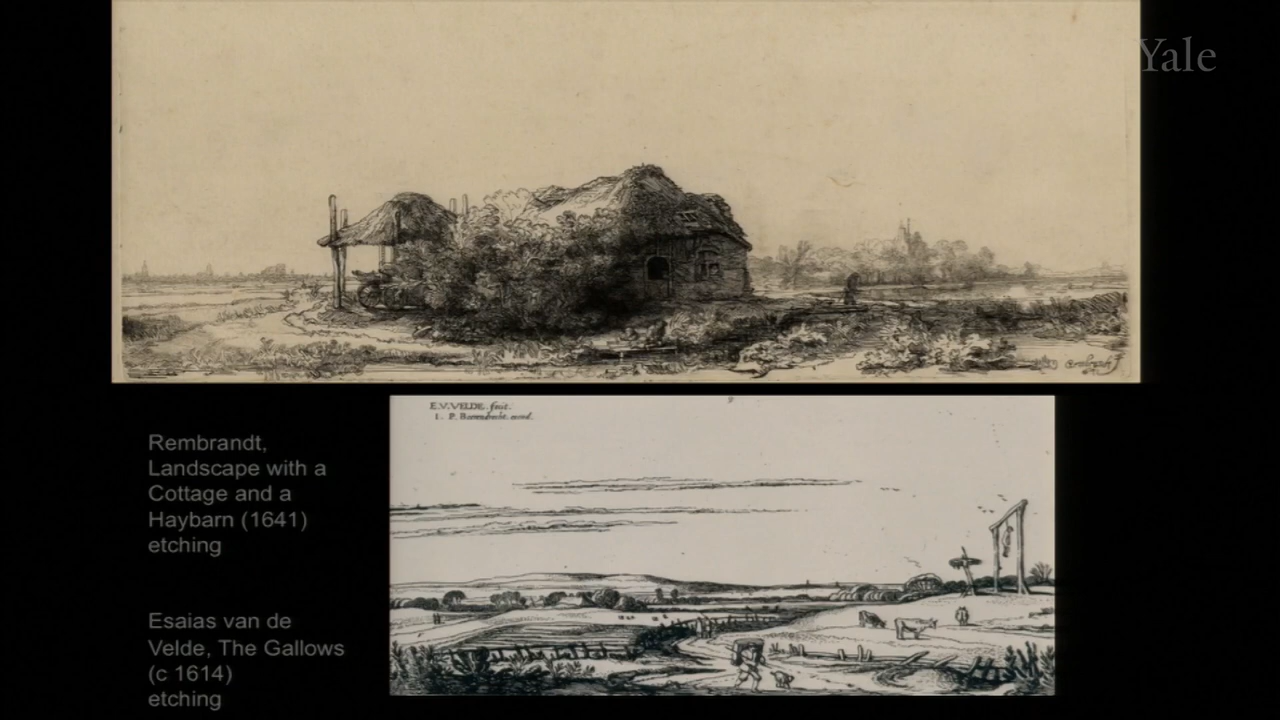 Yale
E.V. VELDE. fecit.
I. P. excud.
Rembrandt,
Landscape with a
Cottage and a
Haybarn (1641)
etching
Esaias van de
Velde, The Gallows
(c 1614)
etching